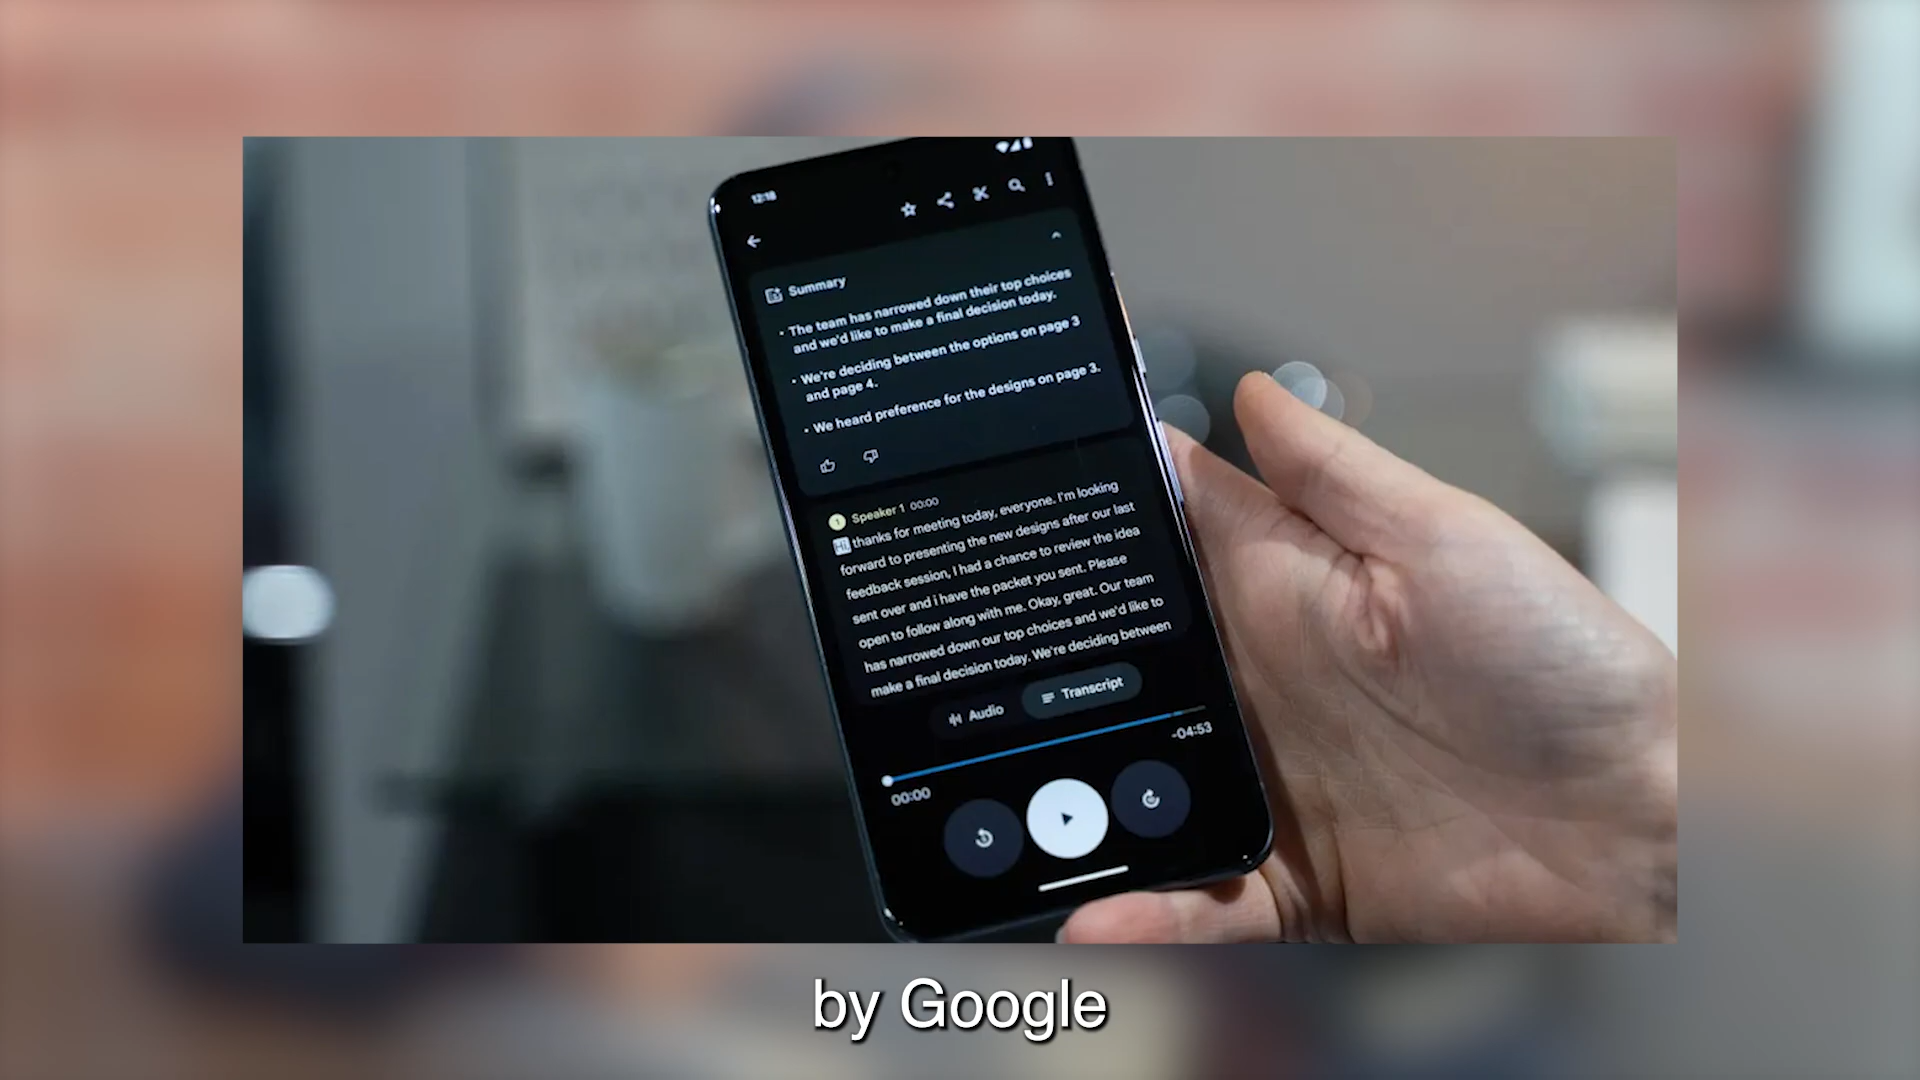 12:18
Summary
• The team has narrowed down their top choices
and we'd like to make a final decision today.
• We're deciding between the options on page 3
and page 4.
• We heard preference for the designs on page 3.
1 Speaker 1 00:00
Hi, thanks for meeting today, everyone. I'm looking
forward to presenting the new designs after our last
feedback session, I had a chance to review the idea
sent over and i have the packet you sent. Please
open to follow along with me. Okay, great. Our team
has narrowed down our top choices and we'd like to
make a final decision today. We're deciding between
Audio Transcript
-04:53
00:00
by Google